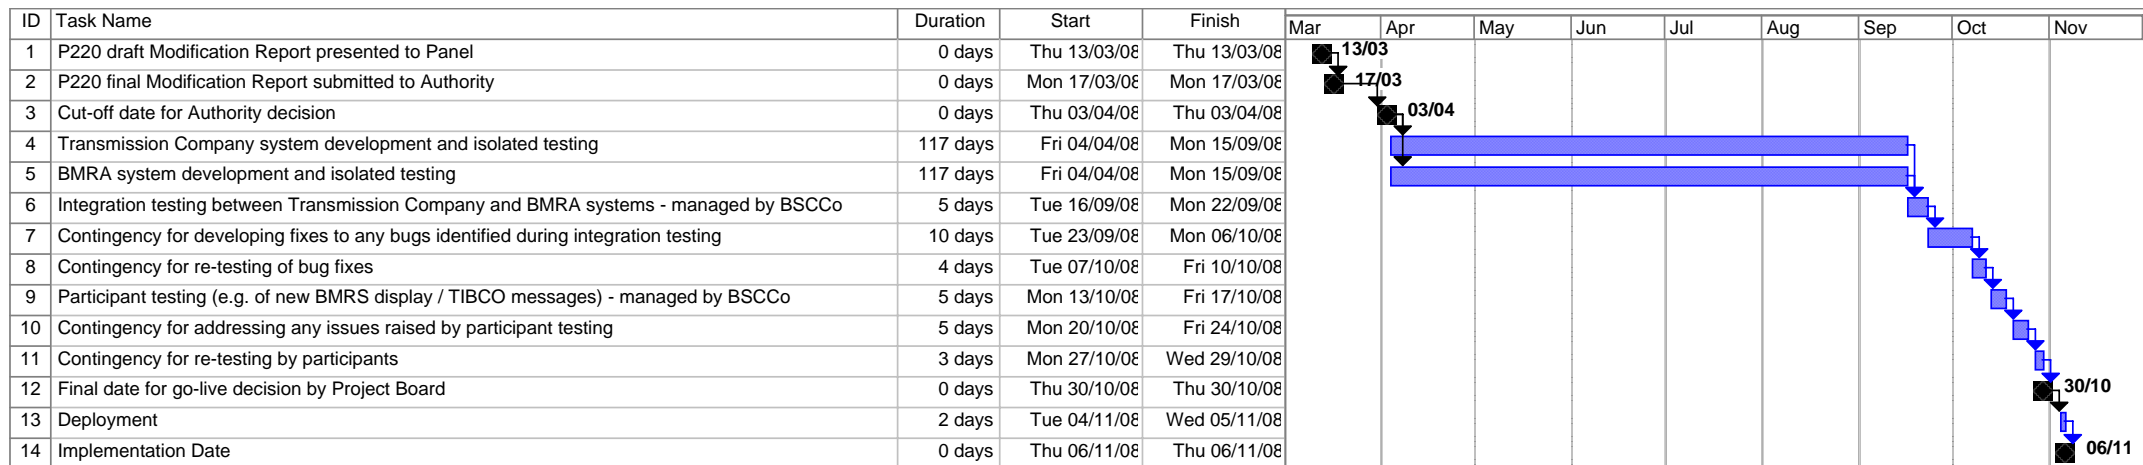 ID Task Name Duration Start Finish Mar Apr May Jun Jul Aug Sep Oct Nov
1 P220 draft Modification Report presented to Panel 0 days Thu 13/03/08 Thu 13/03/08 13/03
2 P220 final Modification Report submitted to Authority 0 days Mon 17/03/08 Mon 17/03/08 17/03
3 Cut-off date for Authority decision 0 days Thu 03/04/08 Thu 03/04/08 03/04
4 Transmission Company system development and isolated testing 117 days Fri 04/04/08 Mon 15/09/08
5 BMRA system development and isolated testing 117 days Fri 04/04/08 Mon 15/09/08
6 Integration testing between Transmission Company and BMRA systems - managed by BSCCo 5 days Tue 16/09/08 Mon 22/09/08
7 Contingency for developing fixes to any bugs identified during integration testing 10 days Tue 23/09/08 Mon 06/10/08
8 Contingency for re-testing of bug fixes 4 days Tue 07/10/08 Fri 10/10/08
9 Participant testing (e.g. of new BMRS display / TIBCO messages) - managed by BSCCo 5 days Mon 13/10/08 Fri 17/10/08
10 Contingency for addressing any issues raised by participant testing 5 days Mon 20/10/08 Fri 24/10/08
11 Contingency for re-testing by participants 3 days Mon 27/10/08 Wed 29/10/08
12 Final date for go-live decision by Project Board 0 days Thu 30/10/08 Thu 30/10/08 30/10
13 Deployment 2 days Tue 04/11/08 Wed 05/11/08
14 Implementation Date 0 days Thu 06/11/08 Thu 06/11/08 06/11